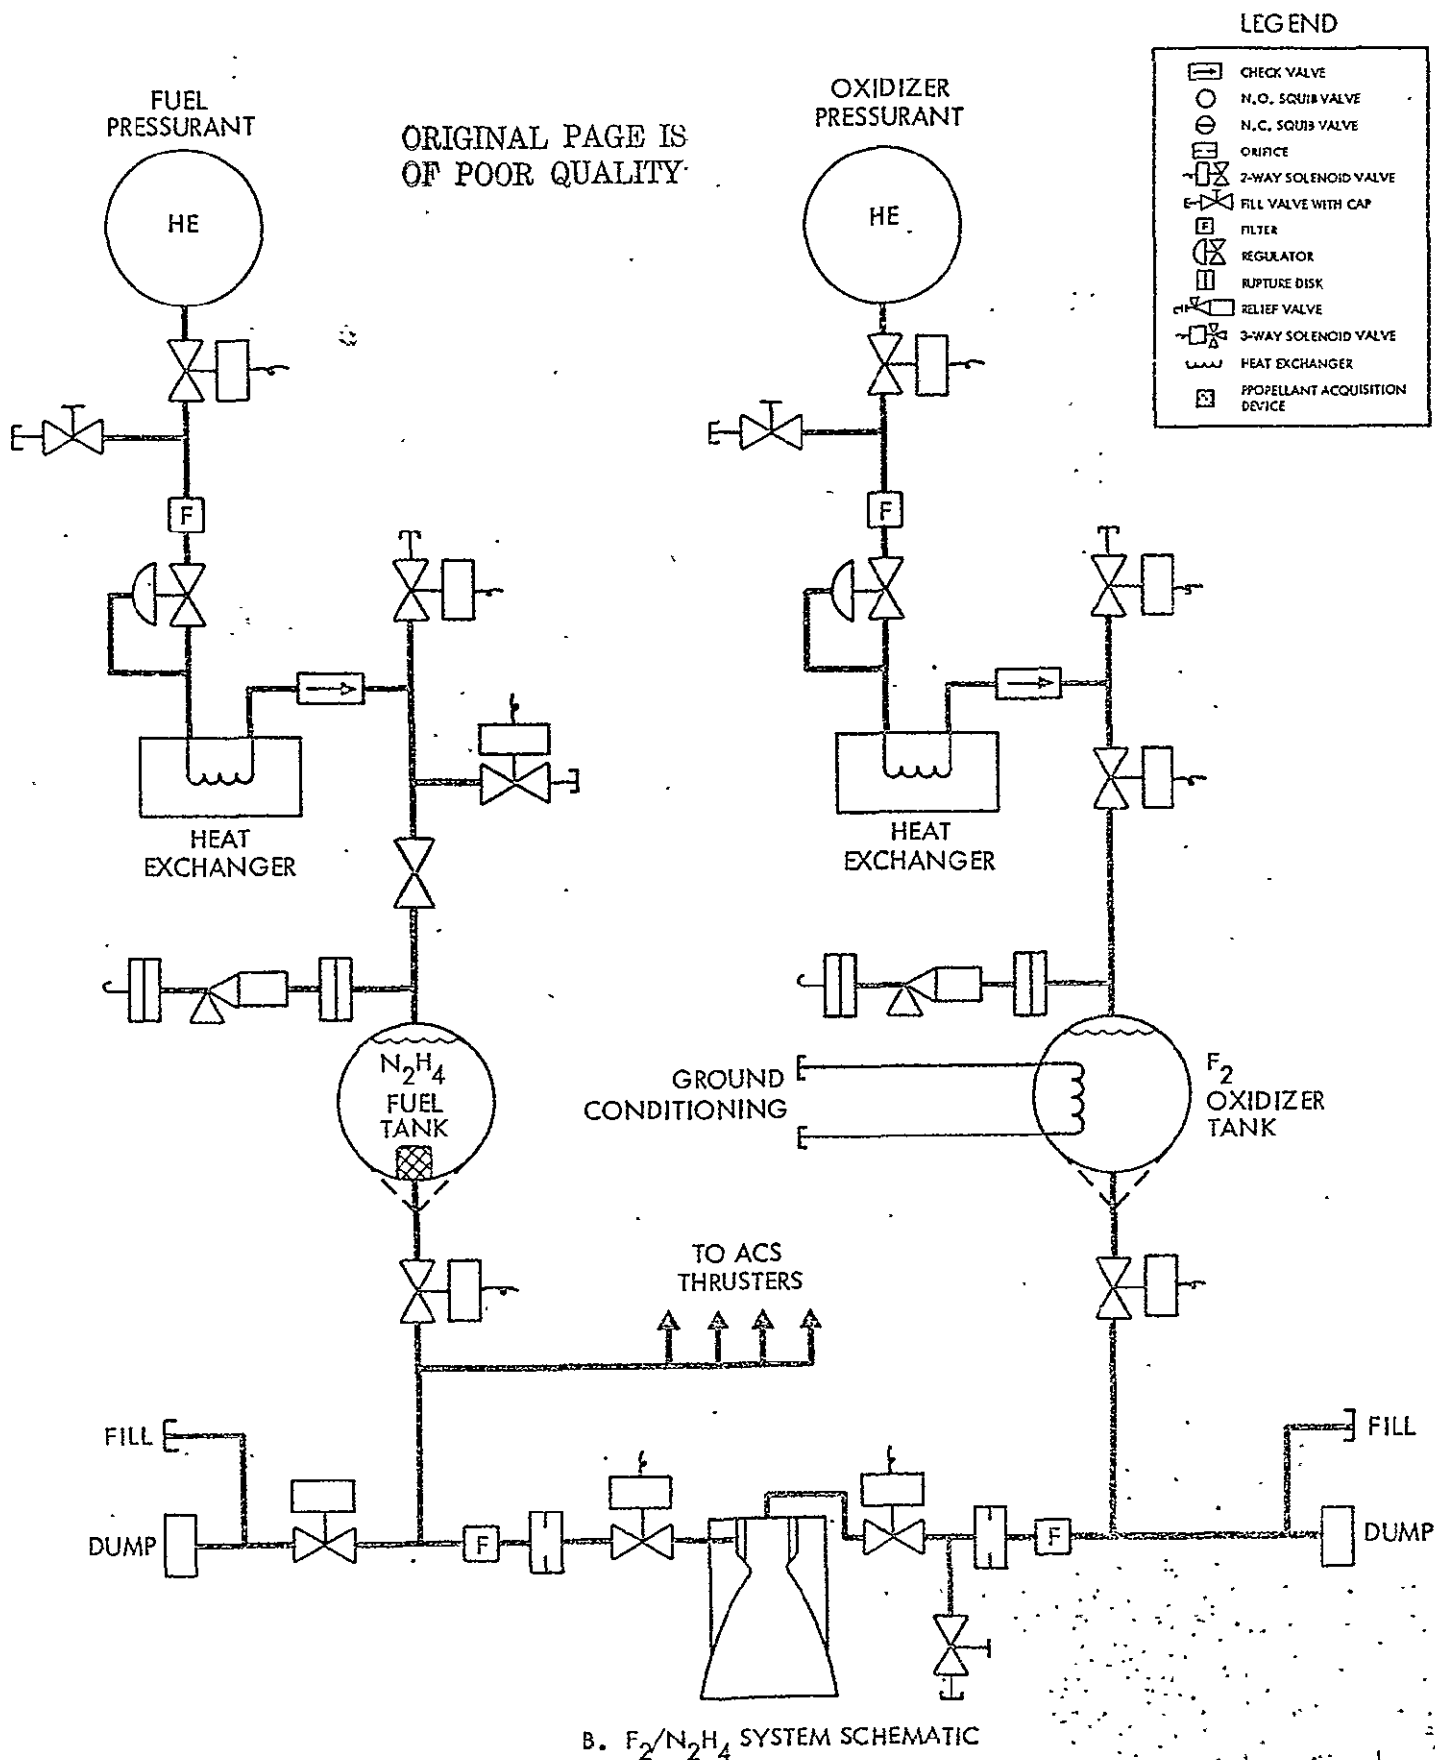 LEGEND
CHECK VALVE
N.O. SQUIB VALVE
N.C. SQUIB VALVE
ORIFICE
2-WAY SOLENOID VALVE
FILL VALVE WITH CAP
F FILTER
REGULATOR
RUPTURE DISK
RELIEF VALVE
3-WAY SOLENOID VALVE
HEAT EXCHANGER
PROPELLANT ACQUISITION
DEVICE
FUEL
PRESSURANT
ORIGINAL PAGE IS
OF POOR QUALITY
OXIDIZER
PRESSURANT
HE
HE
F
F
HEAT
EXCHANGER
HEAT
EXCHANGER
N2H4
FUEL
TANK
GROUND
CONDITIONING
F2
OXIDIZER
TANK
TO ACS
THRUSTERS
FILL
FILL
DUMP
F
F
DUMP
B. F2/N2H4 SYSTEM SCHEMATIC